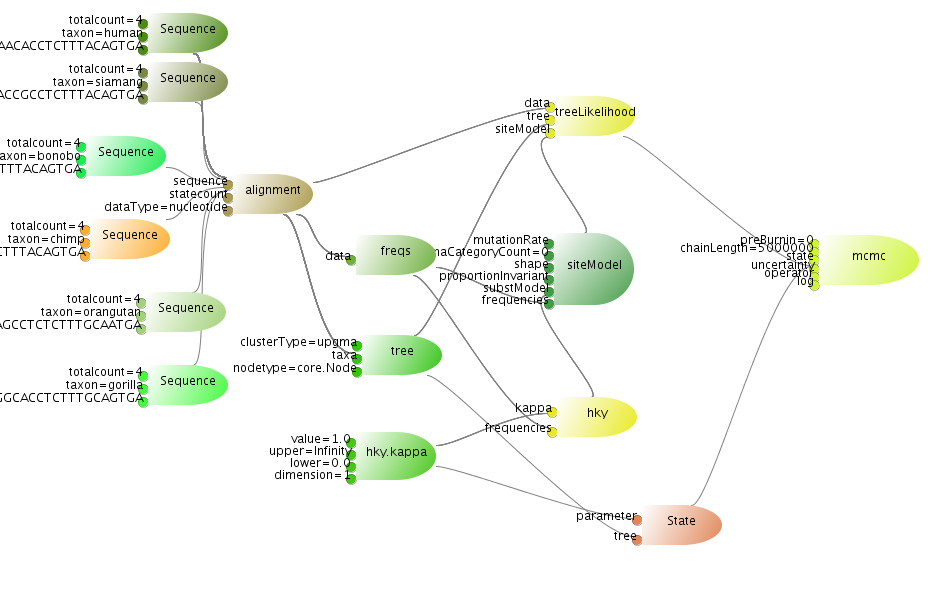 totalcount=4
taxon=human
AACACCTCTTTACAGTGA
Sequence
totalcount=4
taxon=siamang
ACCGCCTCTTTACAGTGA
Sequence
totalcount=4
taxon=bonobo
TTTACAGTGA
Sequence
totalcount=4
taxon=chimp
CTTTACAGTGA
Sequence
totalcount=4
taxon=orangutan
AGCCTCTCTTTGCAATGA
Sequence
totalcount=4
taxon=gorilla
GGCACCTCTTTGCAGTGA
Sequence
sequence
statecount
dataType=nucleotide
alignment
data
freqs
clusterType=upgma
taxa
nodetype=core.Node
tree
value=1.0
upper=Infinity
lower=0.0
dimension=1
hky.kappa
data
tree
siteModel
treeLikelihood
mutationRate
maCategoryCount=0
shape
proportionInvariant
substModel
frequencies
siteModel
kappa
frequencies
hky
parameter
tree
State
preBurnin=0
chainLength=5000000
state
uncertainty
operator
log
mcmc